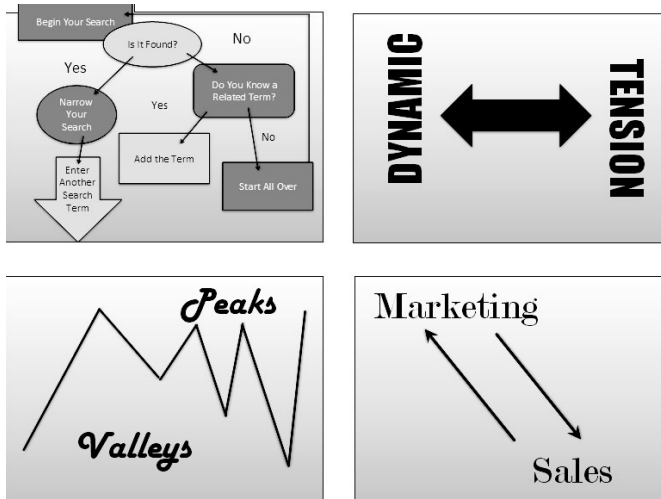 Begin Your Search
Is It Found?
No
Yes
Do You Know a
Related Term?
Narrow
Your
Search
Yes
No
Add the Term
Enter
Another
Search
Term
Start All Over
DYNAMIC
TENSION
Peaks
Valleys
Marketing
Sales